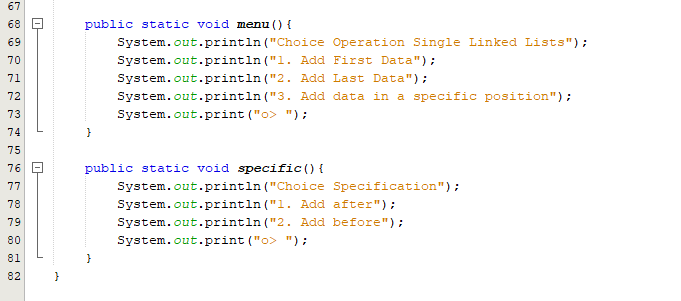 67
68 public static void menu(){
69 System.out.println("Choice Operation Single Linked Lists");
70 System.out.println("1. Add First Data");
71 System.out.println("2. Add Last Data");
72 System.out.println("3. Add data in a specific position");
73 System.out.print("o> ");
74 }
75
76 public static void specific(){
77 System.out.println("Choice Specification");
78 System.out.println("1. Add after");
79 System.out.println("2. Add before");
80 System.out.print("o> ");
81 }
82 }